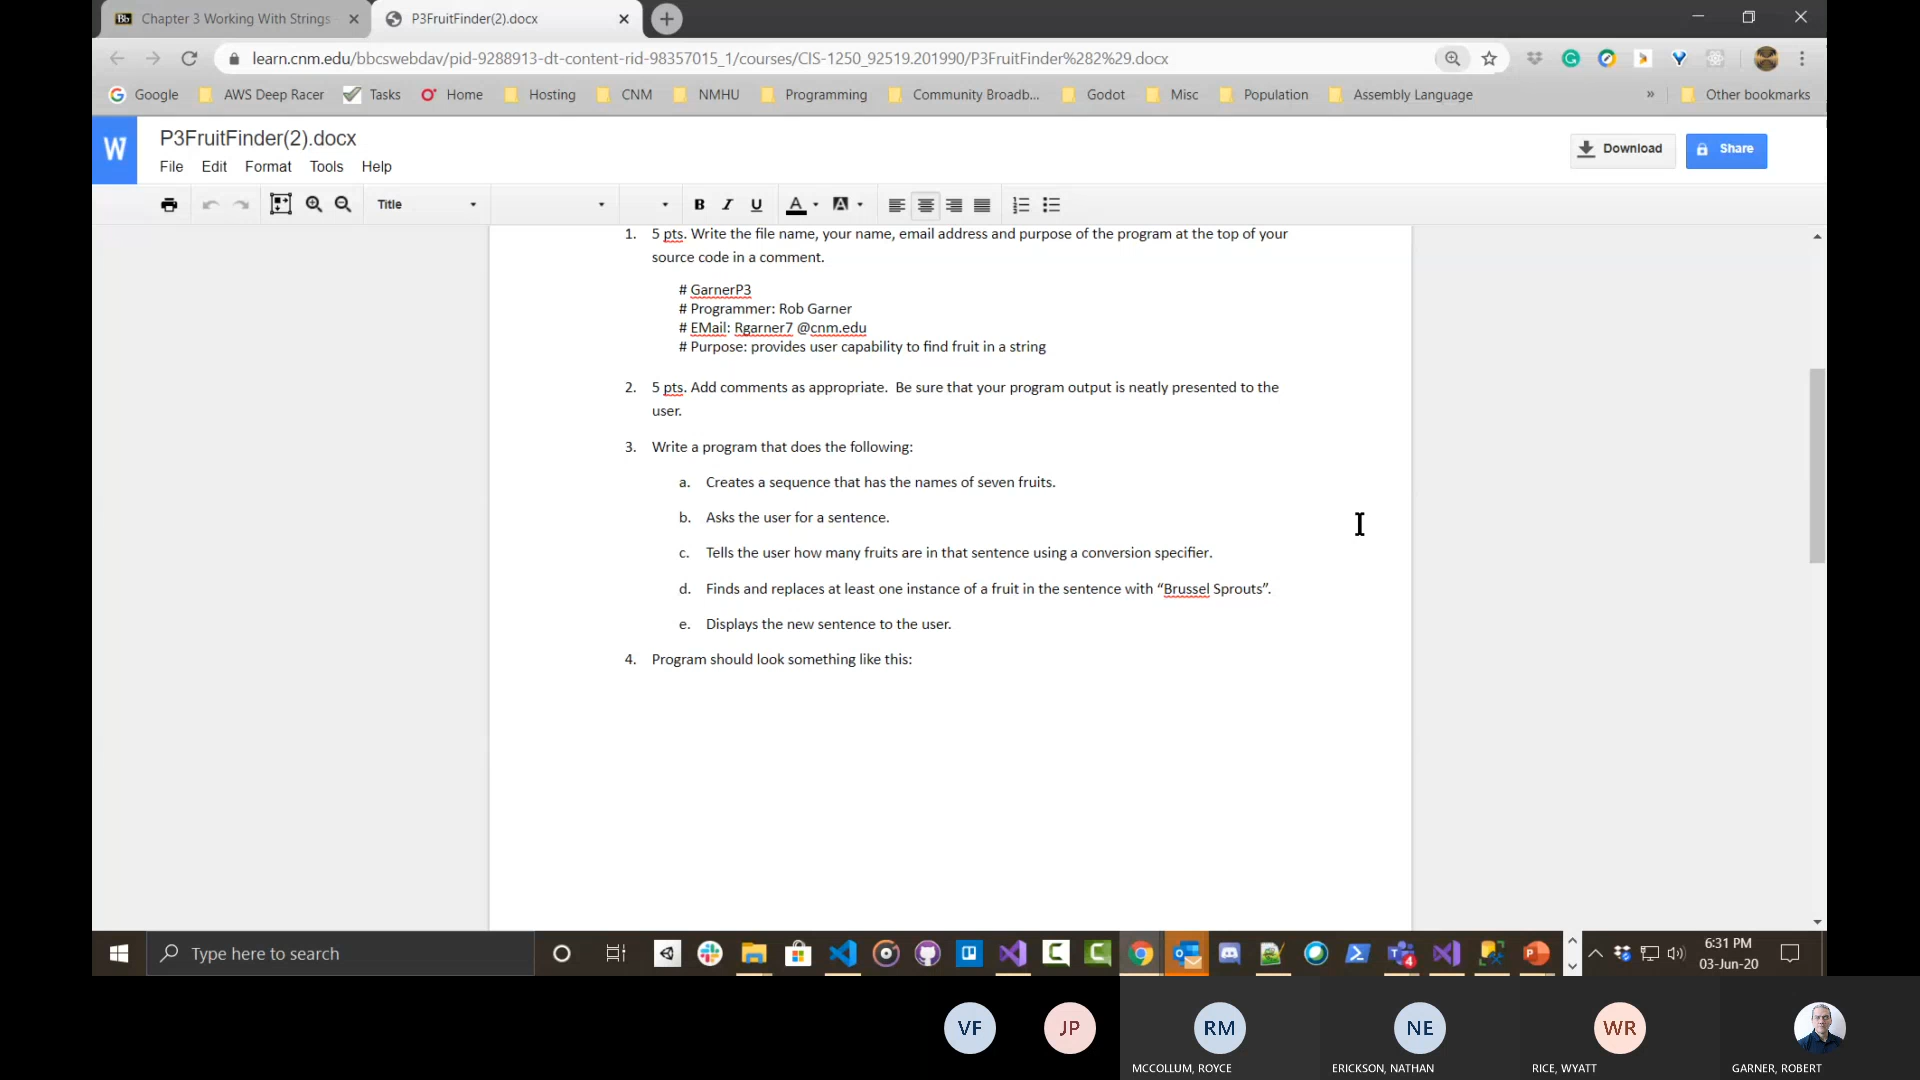 Chapter 3 Working With Strings
P3FruitFinder(2).docx
learn.cnm.edu/bbcswebdav/pid-9288913-dt-content-rid-98357015_1/courses/CIS-1250_92519.201990/P3FruitFinder%282%29.docx
Google AWS Deep Racer Tasks Home Hosting CNM NMHU Programming Community Broadb... Godot Misc Population Assembly Language » Other bookmarks
P3FruitFinder(2).docx
File Edit Format Tools Help
Download
Share
Title
1. 5 pts. Write the file name, your name, email address and purpose of the program at the top of your
source code in a comment.
# GarnerP3
# Programmer: Rob Garner
# EMail: Rgarner7 @cnm.edu
# Purpose: provides user capability to find fruit in a string
2. 5 pts. Add comments as appropriate.  Be sure that your program output is neatly presented to the
user.
3. Write a program that does the following:
a. Creates a sequence that has the names of seven fruits.
b. Asks the user for a sentence.
c. Tells the user how many fruits are in that sentence using a conversion specifier.
d. Finds and replaces at least one instance of a fruit in the sentence with “Brussel Sprouts”.
e. Displays the new sentence to the user.
4. Program should look something like this:
Type here to search
6:31 PM
03-Jun-20
VF JP RM NE WR
MCCOLLUM, ROYCE ERICKSON, NATHAN RICE, WYATT GARNER, ROBERT